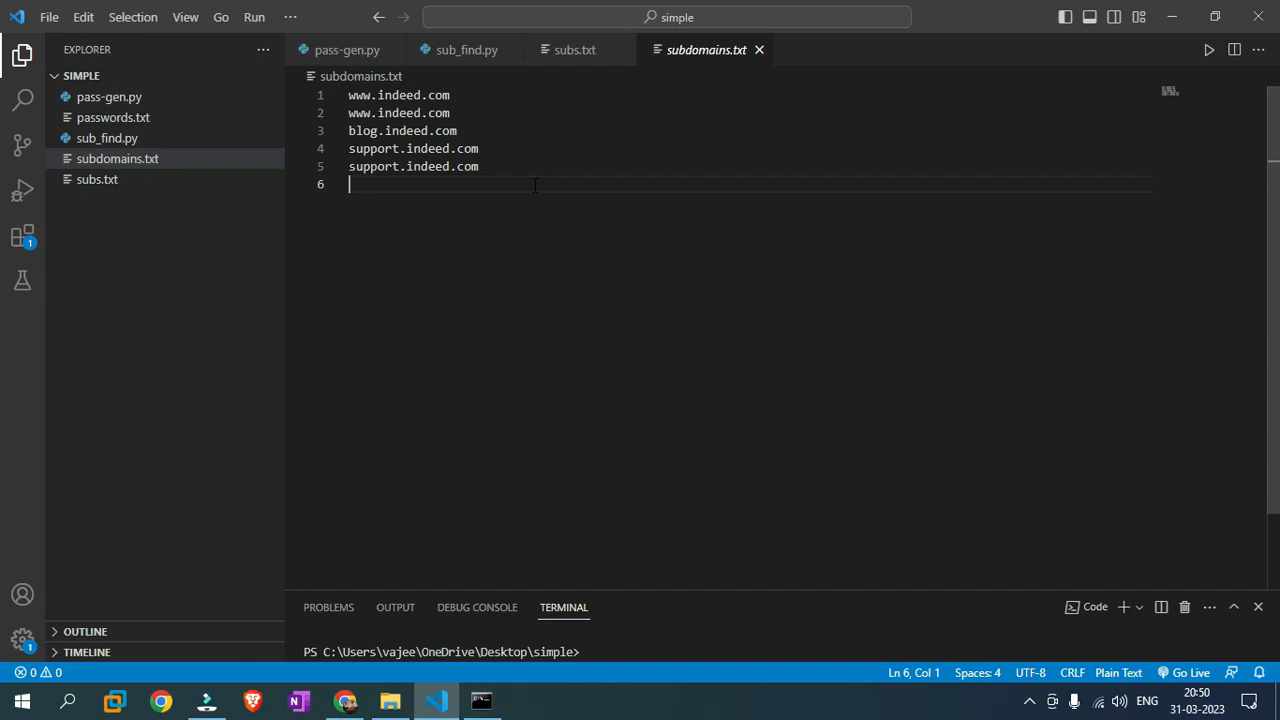 File Edit Selection View Go Run ··· simple
EXPLORER ··· pass-gen.py sub_find.py subs.txt subdomains.txt
SIMPLE
pass-gen.py
passwords.txt
sub_find.py
subdomains.txt
subs.txt
subdomains.txt
1 www.indeed.com
2 www.indeed.com
3 blog.indeed.com
4 support.indeed.com
5 support.indeed.com
6
1
1
OUTLINE
TIMELINE
PROBLEMS OUTPUT DEBUG CONSOLE TERMINAL Code
PS C:\Users\vajee\OneDrive\Desktop\simple>
0 0 Ln 6, Col 1 Spaces: 4 UTF-8 CRLF Plain Text Go Live
ENG 20:50
31-03-2023